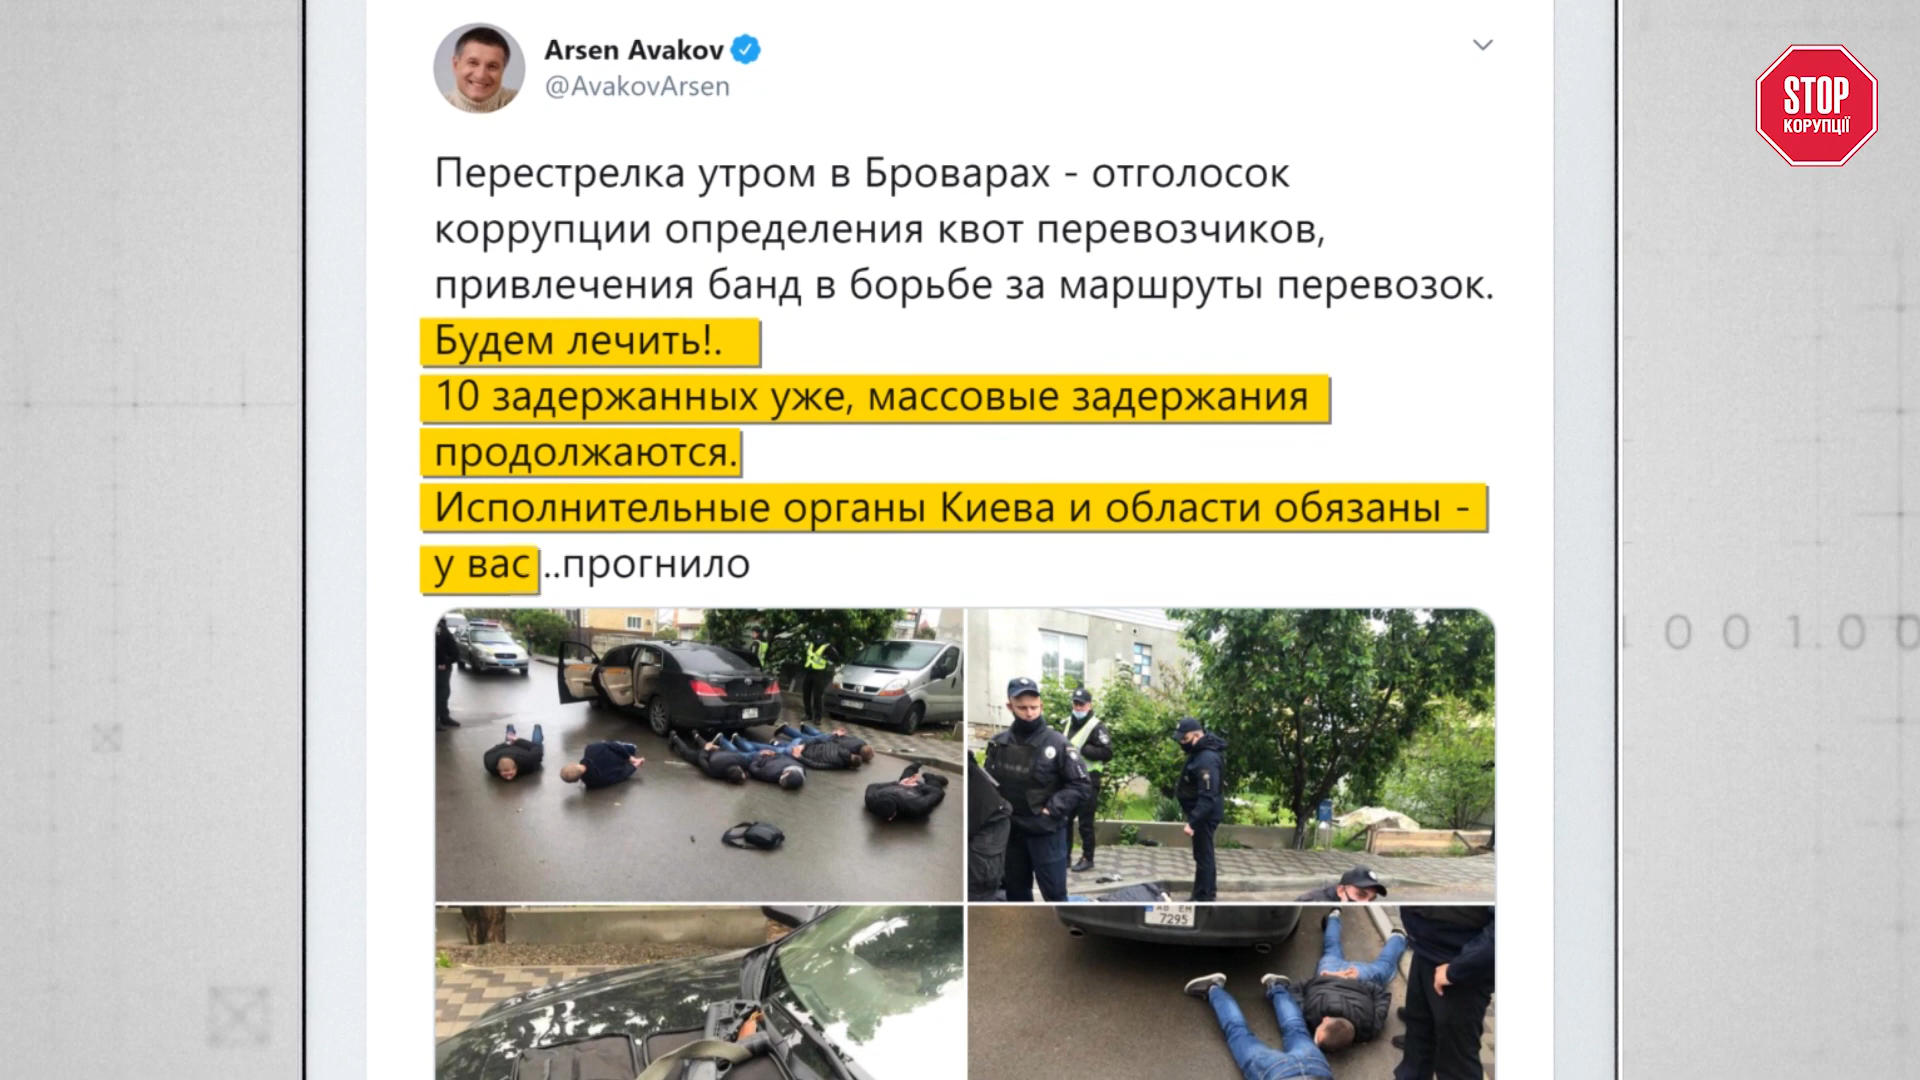 Arsen Avakov
@AvakovArsen
STOP
КОРУПЦІЇ
Перестрелка утром в Броварах - отголосок
коррупции определения квот перевозчиков,
привлечения банд в борьбе за маршруты перевозок.
Будем лечить!.
10 задержанных уже, массовые задержания
продолжаются.
Исполнительные органы Киева и области обязаны -
у вас ..прогнило
1 0 0 1.0 0
7295